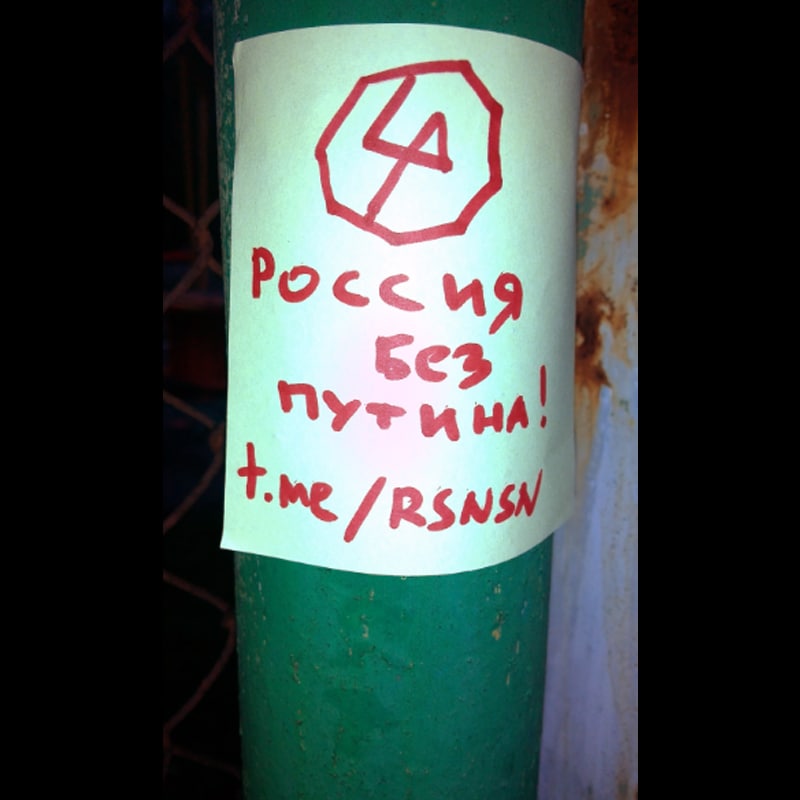 Россия
без
путина!
t.me/RSNSN